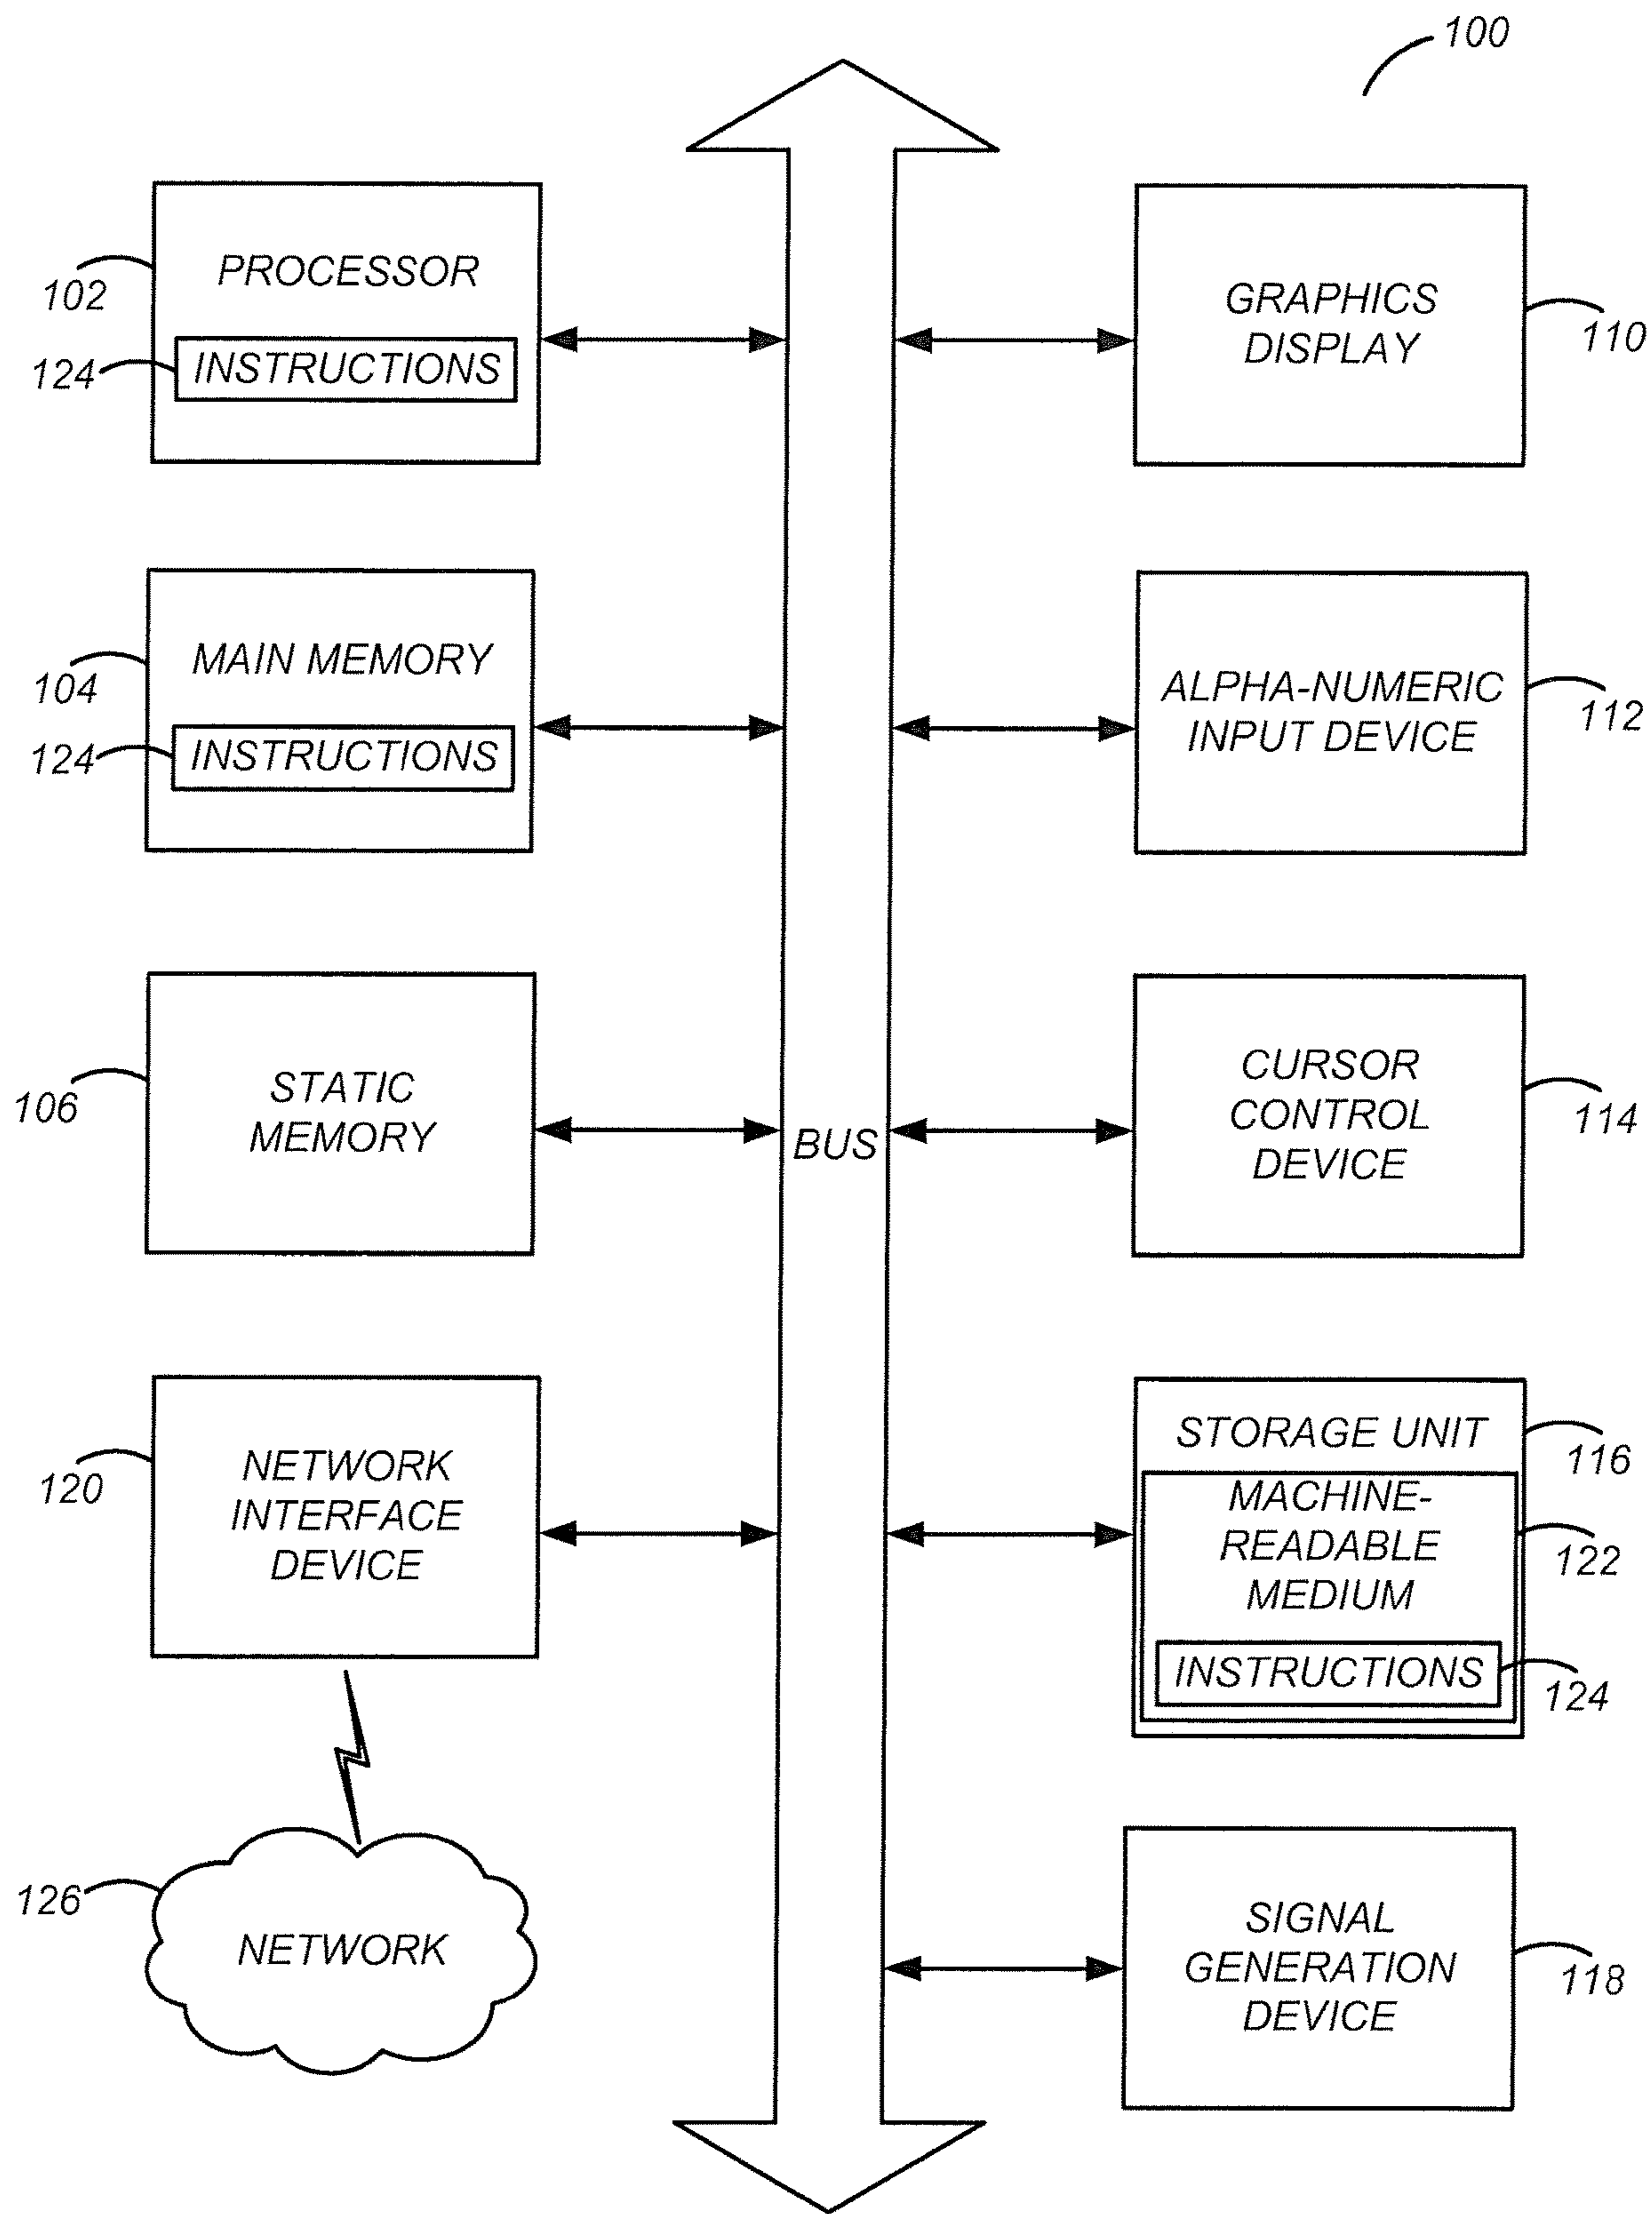 100
PROCESSOR
102
INSTRUCTIONS
124
GRAPHICS
DISPLAY
110
MAIN MEMORY
104
INSTRUCTIONS
124
ALPHA-NUMERIC
INPUT DEVICE
112
STATIC
MEMORY
106
BUS
CURSOR
CONTROL
DEVICE
114
NETWORK
INTERFACE
DEVICE
120
STORAGE UNIT
116
MACHINE-
READABLE
MEDIUM
122
INSTRUCTIONS
124
126
NETWORK
SIGNAL
GENERATION
DEVICE
118